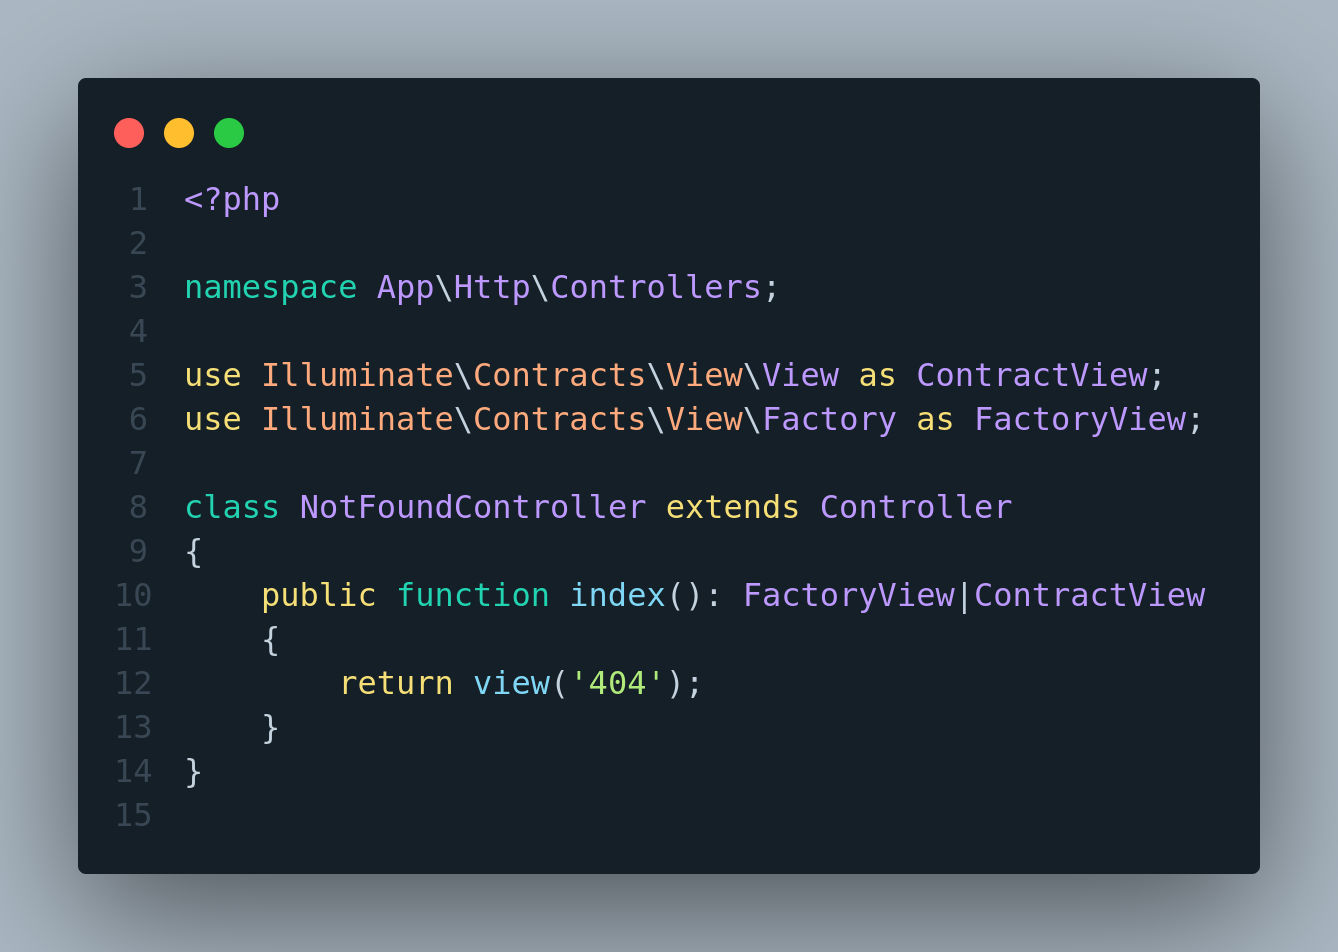 1 <?php
2
3 namespace App\Http\Controllers;
4
5 use Illuminate\Contracts\View\View as ContractView;
6 use Illuminate\Contracts\View\Factory as FactoryView;
7
8 class NotFoundController extends Controller
9 {
10     public function index(): FactoryView|ContractView
11     {
12         return view('404');
13     }
14 }
15